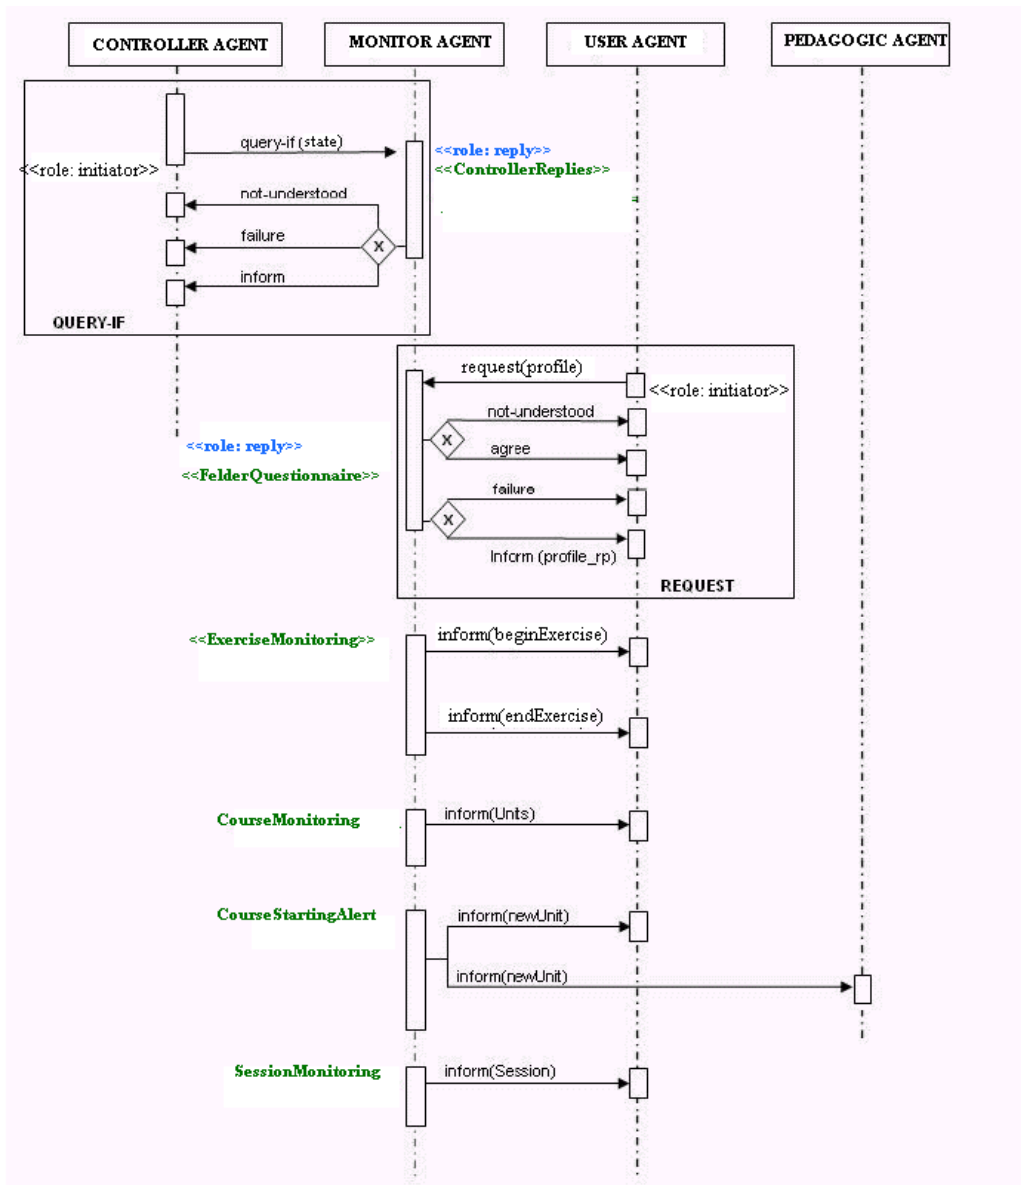 CONTROLLER AGENT
MONITOR AGENT
USER AGENT
PEDAGOGIC AGENT
query-if (state)
<<role: initiator>>
<<role: reply>>
<<ControllerReplies>>
not-understood
failure
X
inform
QUERY-IF
request(profile)
<<role: initiator>>
not-understood
X
agree
<<role: reply>>
<<FelderQuestionnaire>>
failure
X
Inform (profile_rp)
REQUEST
<<ExerciseMonitoring>>
inform(beginExercise)
inform(endExercise)
CourseMonitoring
inform(Units)
CourseStartingAlert
inform(newUnit)
inform(newUnit)
SessionMonitoring
inform(Session)